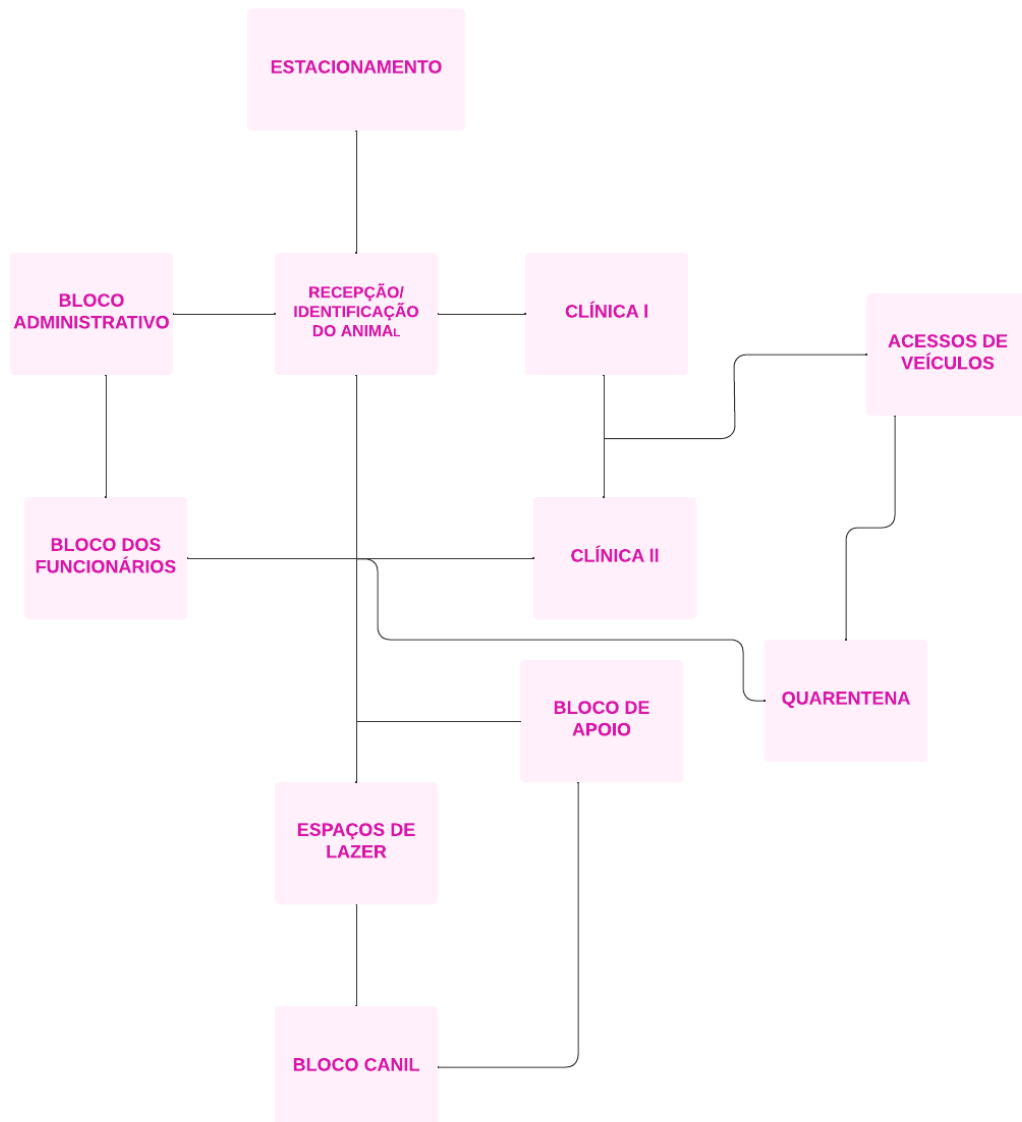 ESTACIONAMENTO
BLOCO
ADMINISTRATIVO
RECEPÇÃO/
IDENTIFICAÇÃO
DO ANIMAL
CLÍNICA l
ACESSOS DE
VEÍCULOS
BLOCO DOS
FUNCIONÁRIOS
CLÍNICA ll
QUARENTENA
BLOCO DE
APOIO
ESPAÇOS DE
LAZER
BLOCO CANIL